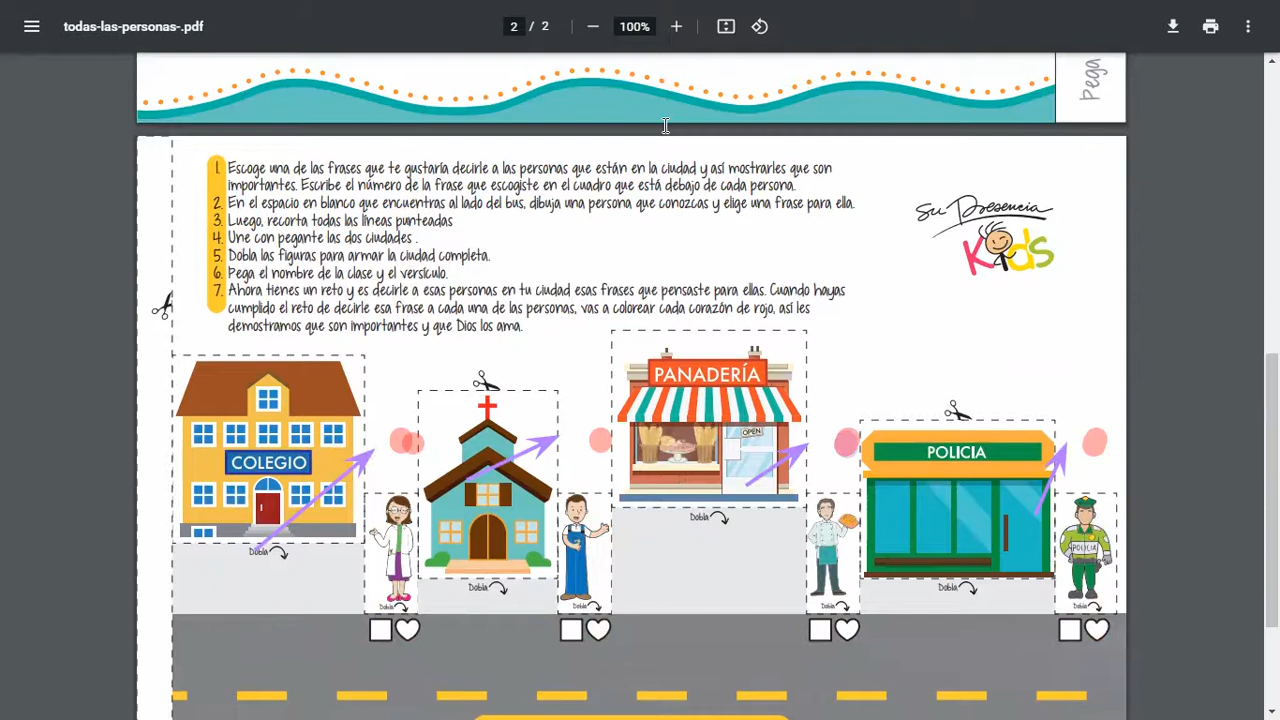 todas-las-personas-.pdf
2 / 2
100%
Pega
1. Escoge una de las frases que te gustaría decirle a las personas que están en la ciudad y así mostrarles que son
importantes. Escribe el número de la frase que escogiste en el cuadro que está debajo de cada persona.
2. En el espacio en blanco que encuentras al lado del bus, dibuja una persona que conozcas y elige una frase para ella.
3. Luego, recorta todas las líneas punteadas
4. Une con pegante las dos ciudades .
5. Dobla las figuras para armar la ciudad completa.
6. Pega el nombre de la clase y el versículo.
7. Ahora tienes un reto y es decirle a esas personas en tu ciudad esas frases que pensaste para ellas. Cuando hayas
cumplido el reto de decirle esa frase a cada una de las personas, vas a colorear cada corazón de rojo, así les
demostramos que son importantes y que Dios los ama.
Su Presencia
Kids
PANADERÍA
OPEN
COLEGIO
POLICIA
POLICIA
Dobla
Dobla
Dobla
Dobla
Dobla
Dobla
Dobla
Dobla